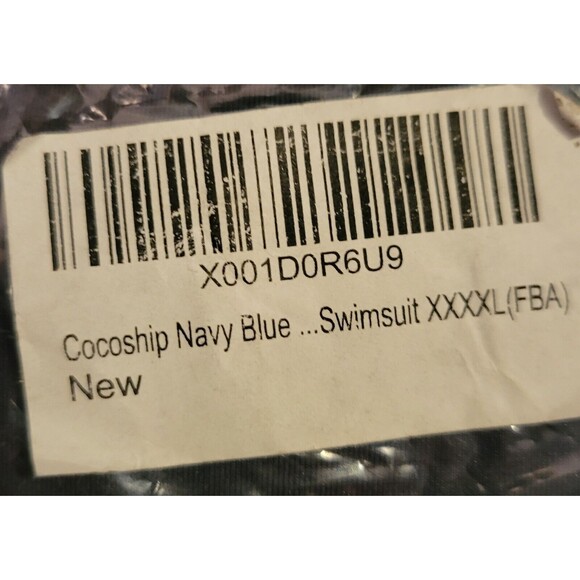 X001D0R6U9
Cocoship Navy Blue ...Swimsuit XXXXL(FBA)
New